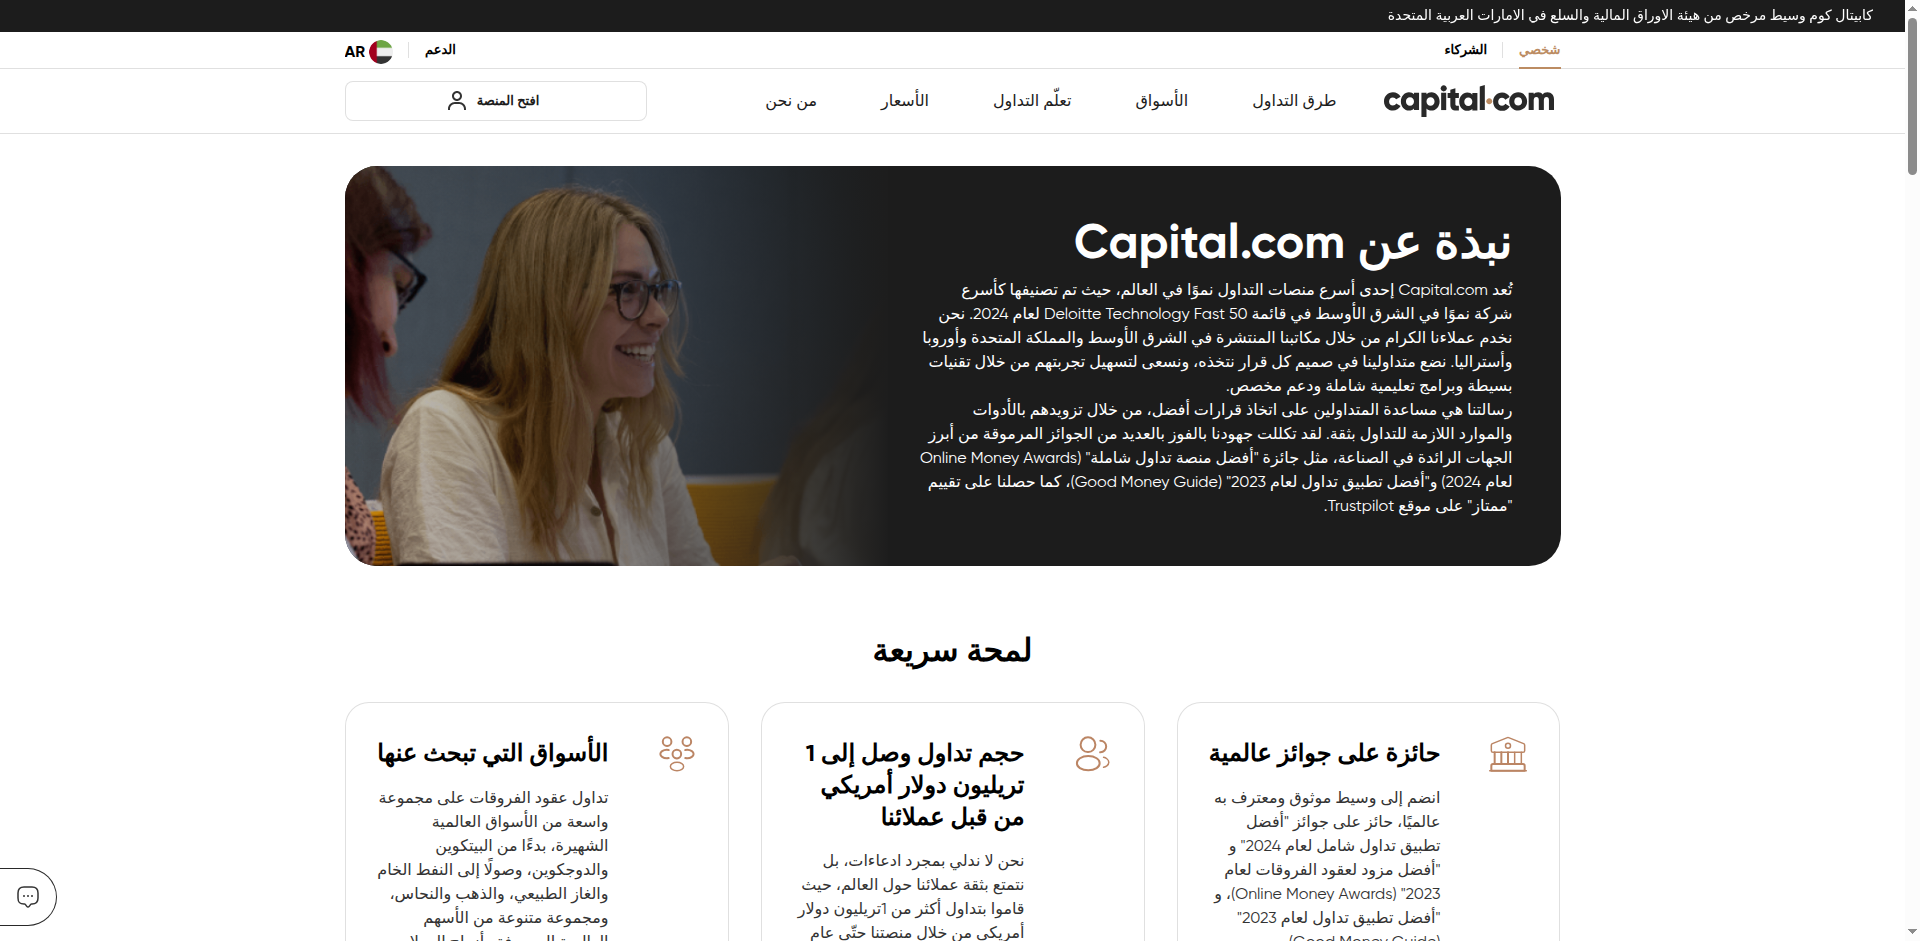 كابيتال كوم وسيط مرخص من هيئة الاوراق المالية والسلع في الامارات العربية المتحدة
شخصي
الشركاء
الدعم
AR
capital.com
طرق التداول
الأسواق
تعلّم التداول
الأسعار
من نحن
افتح المنصة
نبذة عن Capital.com
تُعد Capital.com إحدى أسرع منصات التداول نموًا في العالم، حيث تم تصنيفها كأسرع
شركة نموًا في الشرق الأوسط في قائمة Deloitte Technology Fast 50 لعام 2024. نحن
نخدم عملاءنا الكرام من خلال مكاتبنا المنتشرة في الشرق الأوسط والمملكة المتحدة وأوروبا
وأستراليا. نضع متداولينا في صميم كل قرار نتخذه، ونسعى لتسهيل تجربتهم من خلال تقنيات
بسيطة وبرامج تعليمية شاملة ودعم مخصص.
رسالتنا هي مساعدة المتداولين على اتخاذ قرارات أفضل، من خلال تزويدهم بالأدوات
والموارد اللازمة للتداول بثقة. لقد تكللت جهودنا بالفوز بالعديد من الجوائز المرموقة من أبرز
الجهات الرائدة في الصناعة، مثل جائزة "أفضل منصة تداول شاملة" (Online Money Awards
لعام 2024) و"أفضل تطبيق تداول لعام 2023" (Good Money Guide)، كما حصلنا على تقييم
"ممتاز" على موقع Trustpilot.
لمحة سريعة
حائزة على جوائز عالمية
انضم إلى وسيط موثوق ومعترف به
عالميًا، حائز على جوائز "أفضل
تطبيق تداول شامل لعام 2024" و
"أفضل مزود لعقود الفروقات لعام
2023" (Online Money Awards)، و
"أفضل تطبيق تداول لعام 2023"
(Good Money Guide)
حجم تداول وصل إلى 1
تريليون دولار أمريكي
من قبل عملائنا
نحن لا ندلي بمجرد ادعاءات، بل
نتمتع بثقة عملائنا حول العالم، حيث
قاموا بتداول أكثر من 1تريليون دولار
أمريكي من خلال منصتنا حتّى عام
الأسواق التي تبحث عنها
تداول عقود الفروقات على مجموعة
واسعة من الأسواق العالمية
الشهيرة، بدءًا من البيتكوين
والدوجكوين، وصولًا إلى النفط الخام
والغاز الطبيعي، والذهب والنحاس،
ومجموعة متنوعة من الأسهم